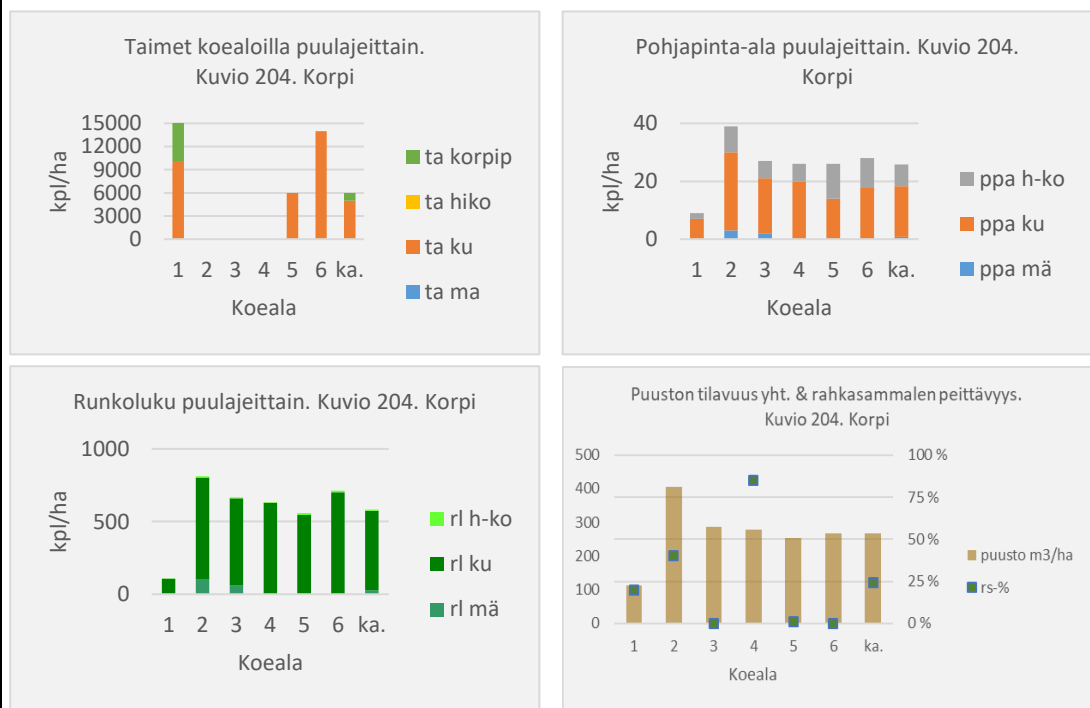 Taimet koealoilla puulajeittain.
Kuvio 204. Korpi
15000
12000
9000
6000
3000
0
kpl/ha
1 2 3 4 5 6 ka.
Koeala
ta korpip
ta hiko
ta ku
ta ma
Pohjapinta-ala puulajeittain. Kuvio 204.
Korpi
40
20
0
kpl/ha
1 2 3 4 5 6 ka.
Koeala
ppa h-ko
ppa ku
ppa mä
Runkoluku puulajeittain. Kuvio 204. Korpi
1000
500
0
kpl/ha
1 2 3 4 5 6 ka.
Koeala
rl h-ko
rl ku
rl mä
Puuston tilavuus yht. & rahkasammalen peittävyys.
Kuvio 204. Korpi
500
400
300
200
100
0
100 %
75 %
50 %
25 %
0 %
1 2 3 4 5 6 ka.
Koeala
puusto m3/ha
rs-%